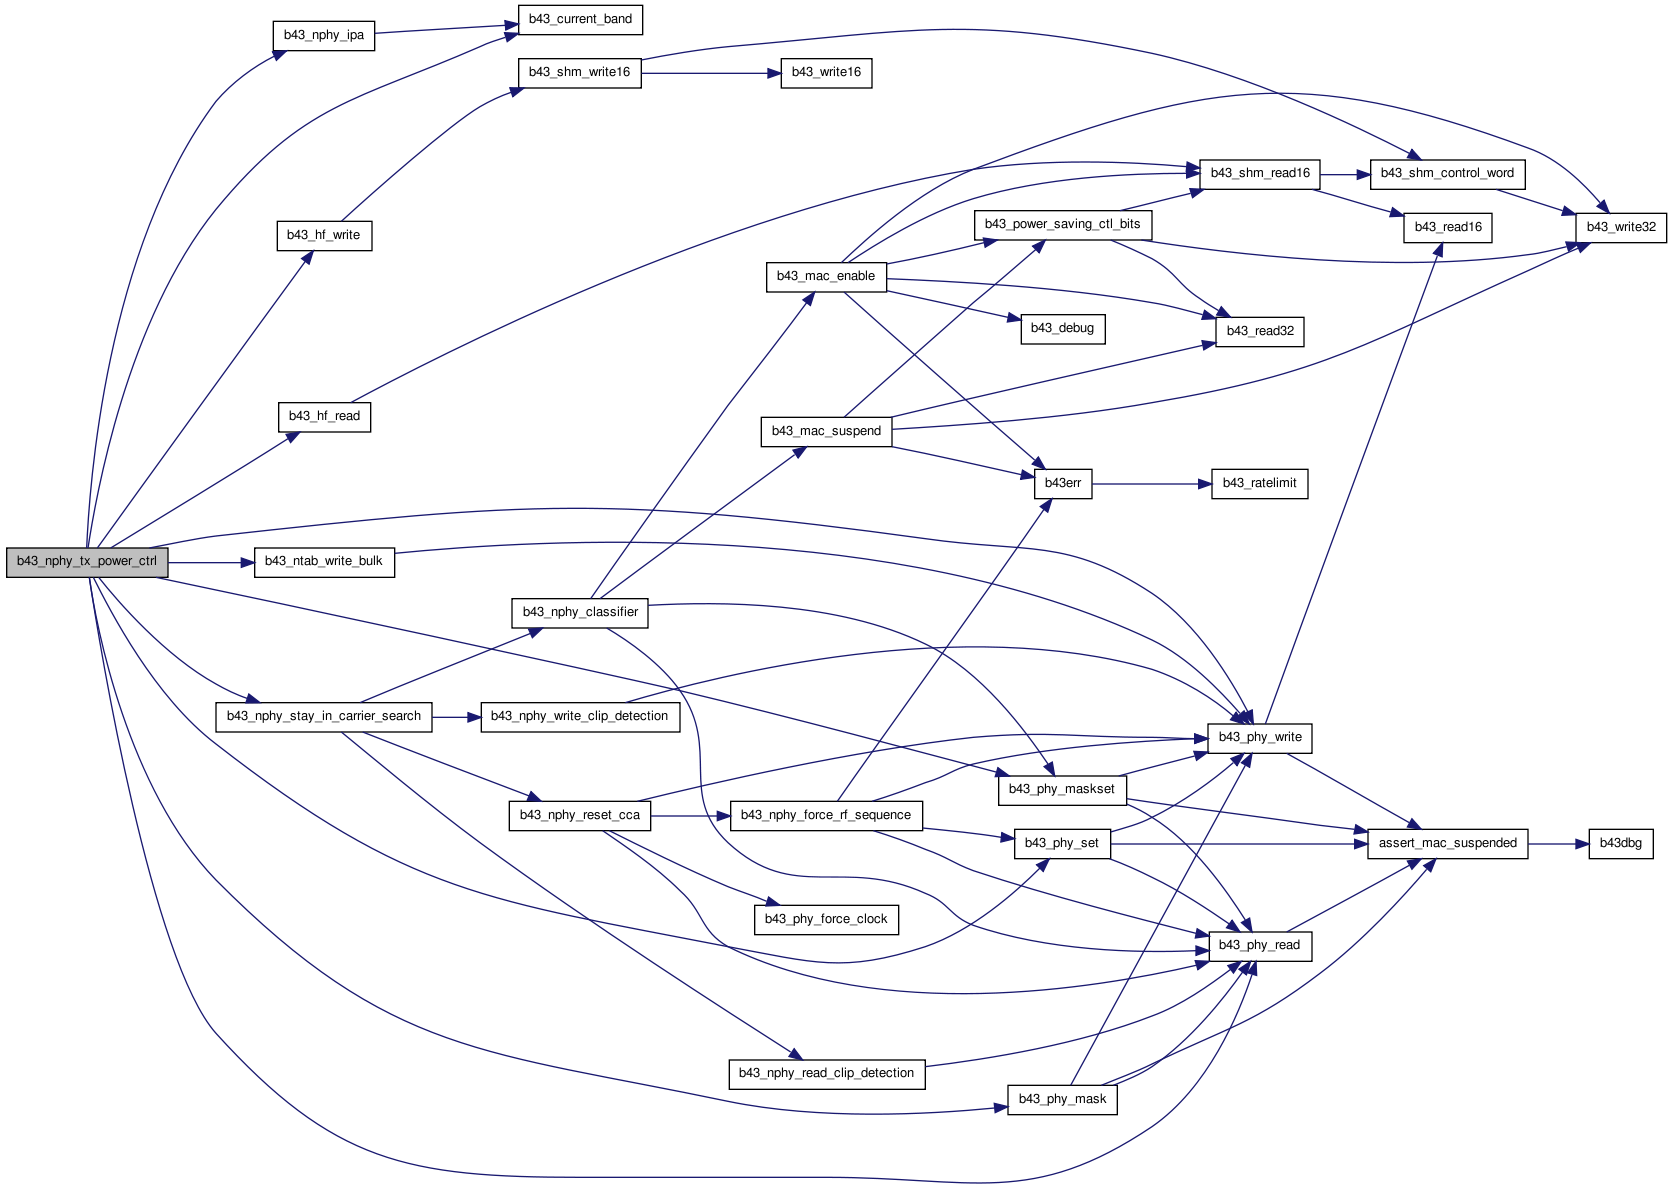 b43_current_band
b43_nphy_ipa
b43_shm_write16
b43_write16
b43_shm_read16
b43_shm_control_word
b43_power_saving_ctl_bits
b43_read16
b43_write32
b43_hf_write
b43_mac_enable
b43_debug
b43_read32
b43_hf_read
b43_mac_suspend
b43err
b43_ratelimit
b43_nphy_tx_power_ctrl
b43_ntab_write_bulk
b43_nphy_classifier
b43_nphy_stay_in_carrier_search
b43_nphy_write_clip_detection
b43_phy_write
b43_phy_maskset
b43_nphy_reset_cca
b43_nphy_force_rf_sequence
b43_phy_set
assert_mac_suspended
b43dbg
b43_phy_force_clock
b43_phy_read
b43_nphy_read_clip_detection
b43_phy_mask